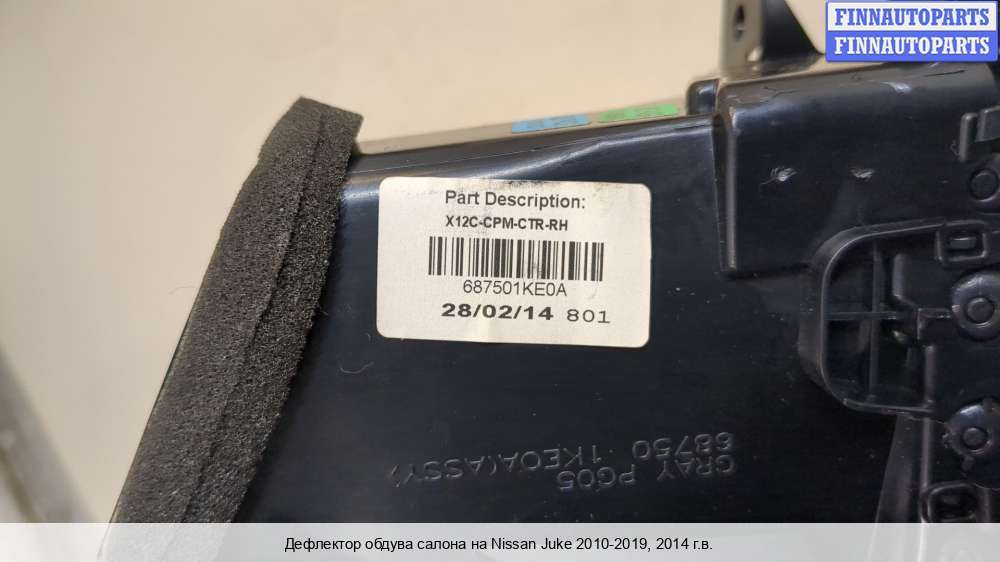 FINNAUTOPARTS
FINNAUTOPARTS
Part Description:
X12C-CPM-CTR-RH
687501KE0A
28/02/14 801
68750 1KE0A(ASSY)
GRAY PG05
Дефлектор обдува салона на Nissan Juke 2010-2019, 2014 г.в.